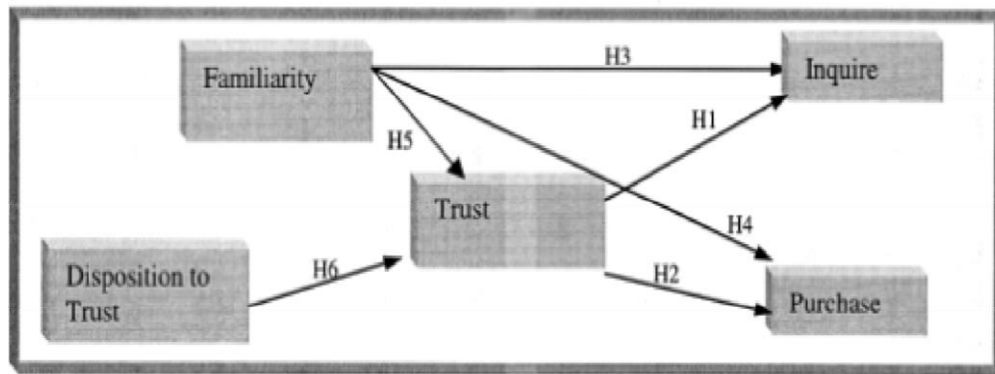 Familiarity
H3
Inquire
H1
H5
Trust
H4
Disposition to
Trust
H6
H2
Purchase